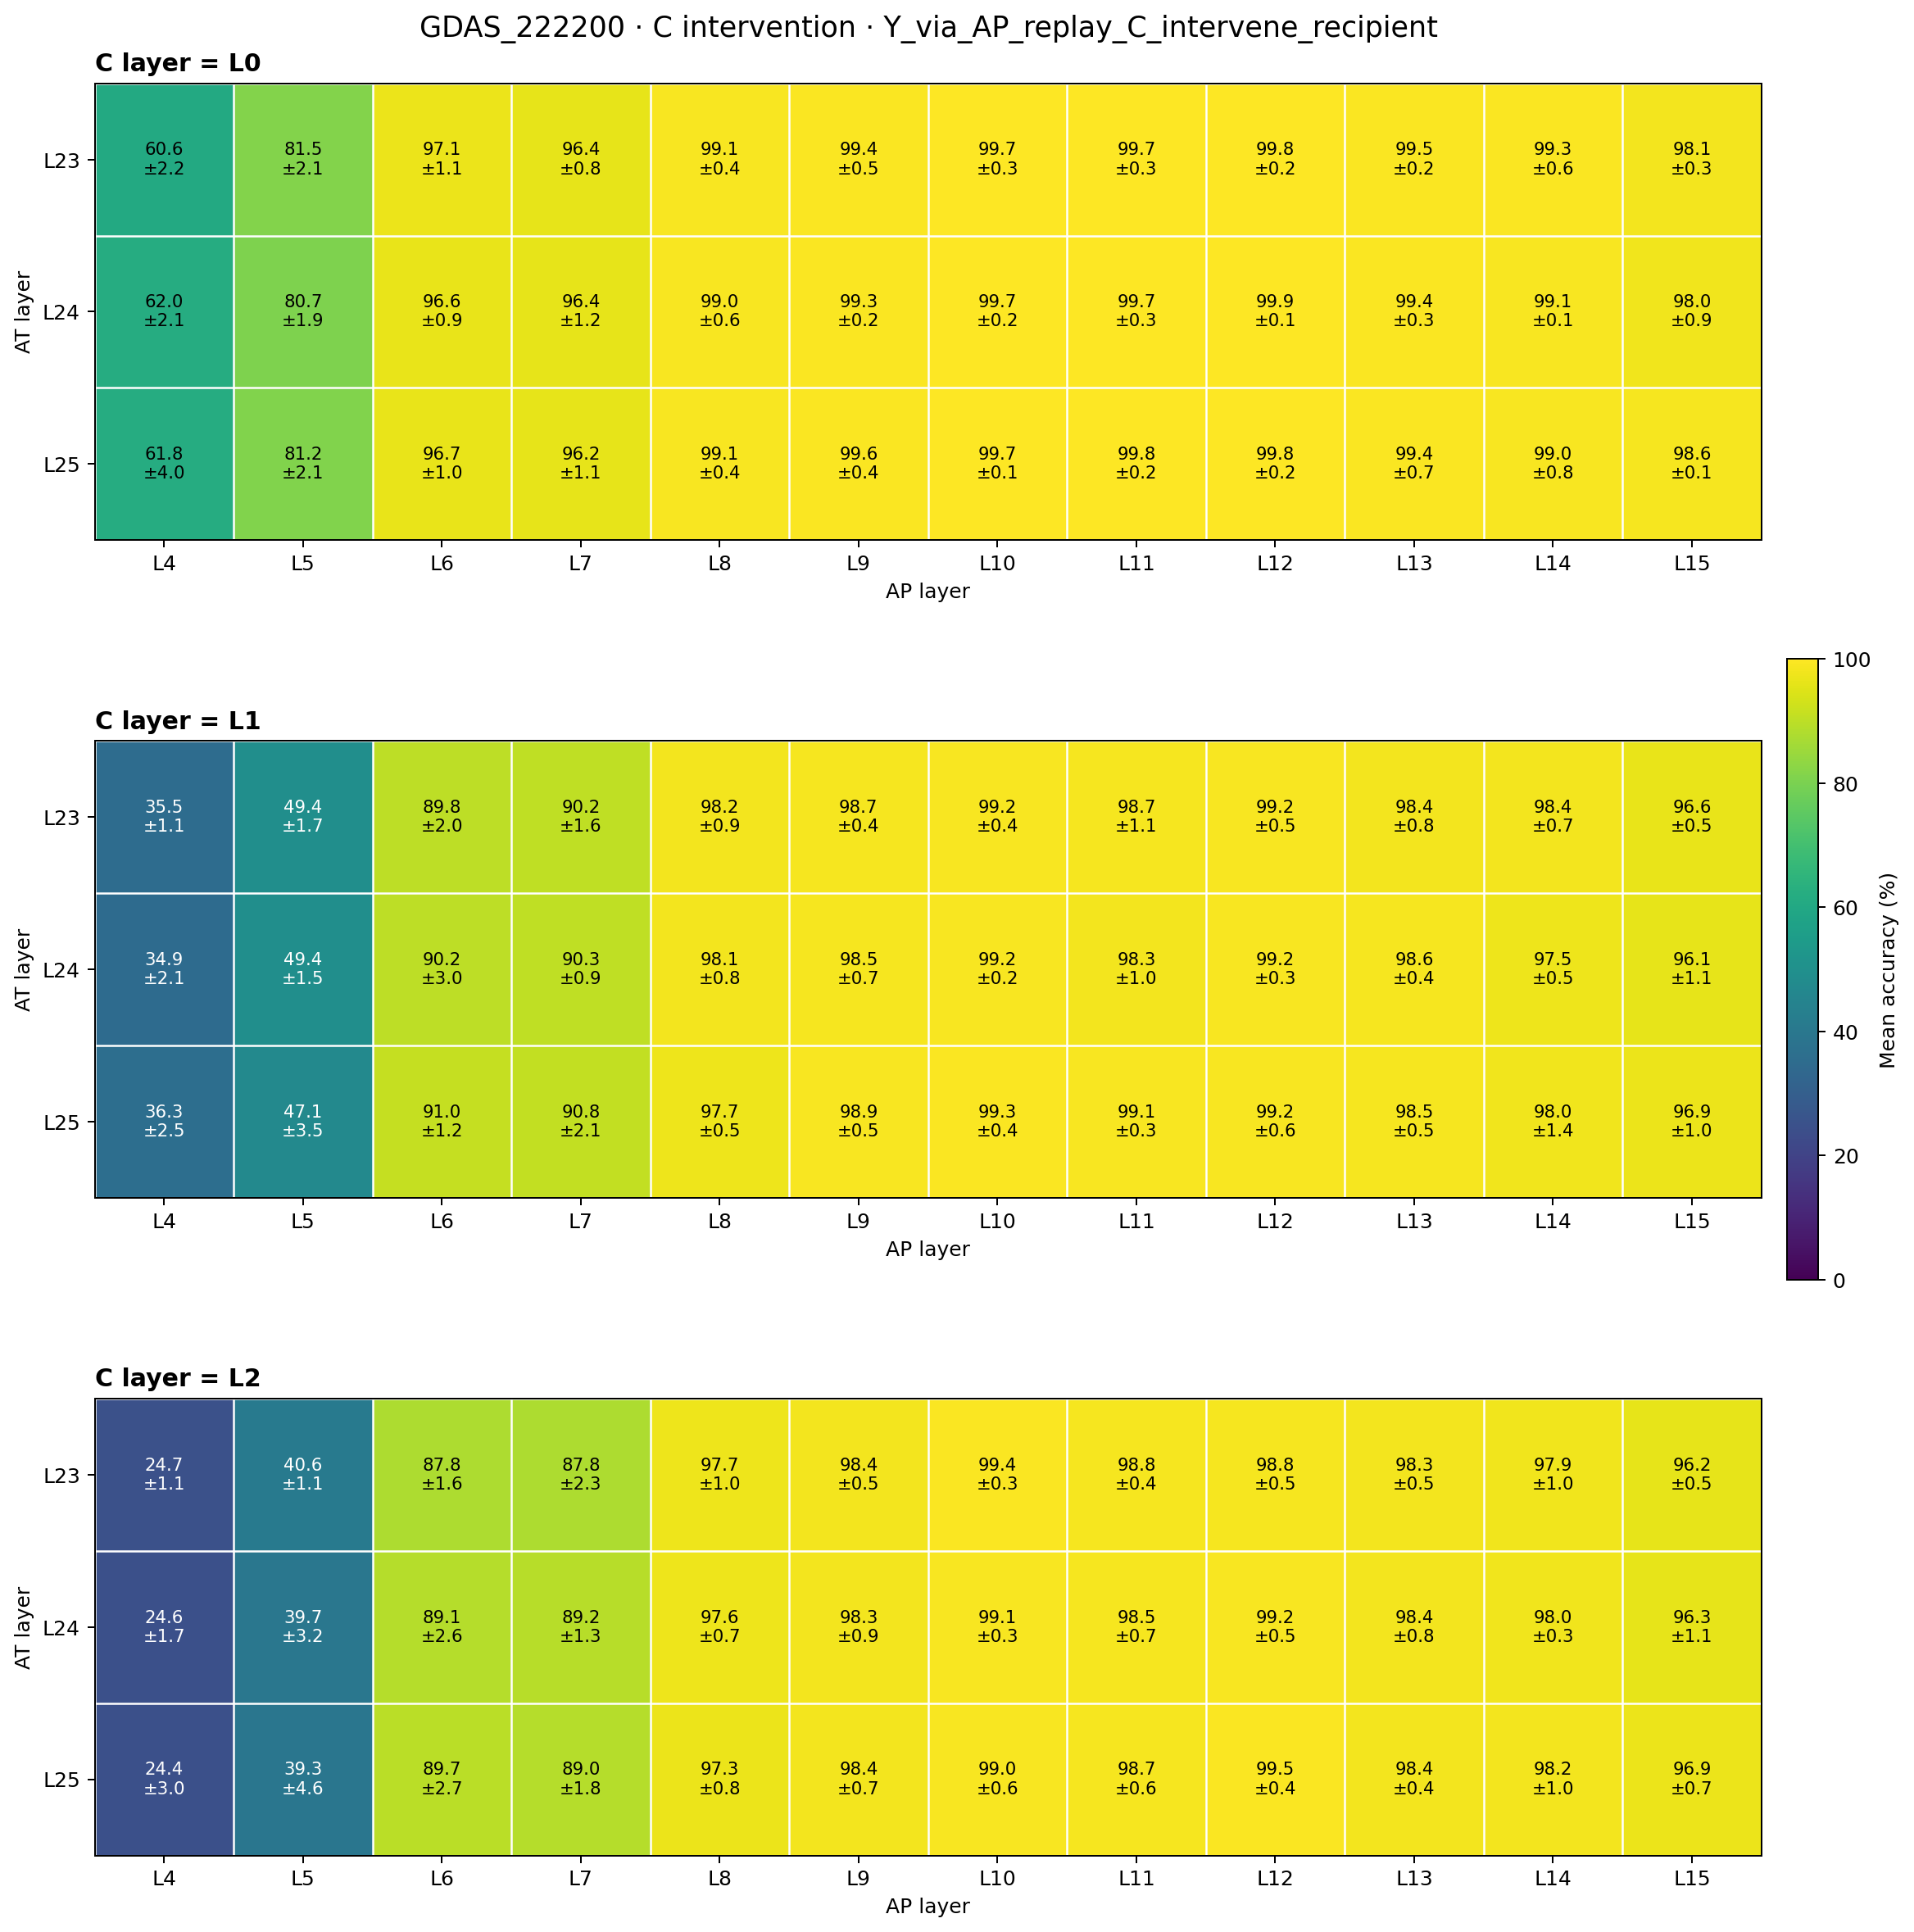 GDAS_222200 · C intervention · Y_via_AP_replay_C_intervene_recipient
C layer = L0
AT layer
L23
60.6 81.5 97.1 96.4 99.1 99.4 99.7 99.7 99.8 99.5 99.3 98.1
±2.2 ±2.1 ±1.1 ±0.8 ±0.4 ±0.5 ±0.3 ±0.3 ±0.2 ±0.2 ±0.6 ±0.3
L24
62.0 80.7 96.6 96.4 99.0 99.3 99.7 99.7 99.9 99.4 99.1 98.0
±2.1 ±1.9 ±0.9 ±1.2 ±0.6 ±0.2 ±0.2 ±0.3 ±0.1 ±0.3 ±0.1 ±0.9
L25
61.8 81.2 96.7 96.2 99.1 99.6 99.7 99.8 99.8 99.4 99.0 98.6
±4.0 ±2.1 ±1.0 ±1.1 ±0.4 ±0.4 ±0.1 ±0.2 ±0.2 ±0.7 ±0.8 ±0.1
L4 L5 L6 L7 L8 L9 L10 L11 L12 L13 L14 L15
AP layer
C layer = L1
AT layer
L23
35.5 49.4 89.8 90.2 98.2 98.7 99.2 98.7 99.2 98.4 98.4 96.6
±1.1 ±1.7 ±2.0 ±1.6 ±0.9 ±0.4 ±0.4 ±1.1 ±0.5 ±0.8 ±0.7 ±0.5
L24
34.9 49.4 90.2 90.3 98.1 98.5 99.2 98.3 99.2 98.6 97.5 96.1
±2.1 ±1.5 ±3.0 ±0.9 ±0.8 ±0.7 ±0.2 ±1.0 ±0.3 ±0.4 ±0.5 ±1.1
L25
36.3 47.1 91.0 90.8 97.7 98.9 99.3 99.1 99.2 98.5 98.0 96.9
±2.5 ±3.5 ±1.2 ±2.1 ±0.5 ±0.5 ±0.4 ±0.3 ±0.6 ±0.5 ±1.4 ±1.0
L4 L5 L6 L7 L8 L9 L10 L11 L12 L13 L14 L15
AP layer
100
80
60
40
20
0
Mean accuracy (%)
C layer = L2
AT layer
L23
24.7 40.6 87.8 87.8 97.7 98.4 99.4 98.8 98.8 98.3 97.9 96.2
±1.1 ±1.1 ±1.6 ±2.3 ±1.0 ±0.5 ±0.3 ±0.4 ±0.5 ±0.5 ±1.0 ±0.5
L24
24.6 39.7 89.1 89.2 97.6 98.3 99.1 98.5 99.2 98.4 98.0 96.3
±1.7 ±3.2 ±2.6 ±1.3 ±0.7 ±0.9 ±0.3 ±0.7 ±0.5 ±0.8 ±0.3 ±1.1
L25
24.4 39.3 89.7 89.0 97.3 98.4 99.0 98.7 99.5 98.4 98.2 96.9
±3.0 ±4.6 ±2.7 ±1.8 ±0.8 ±0.7 ±0.6 ±0.6 ±0.4 ±0.4 ±1.0 ±0.7
L4 L5 L6 L7 L8 L9 L10 L11 L12 L13 L14 L15
AP layer